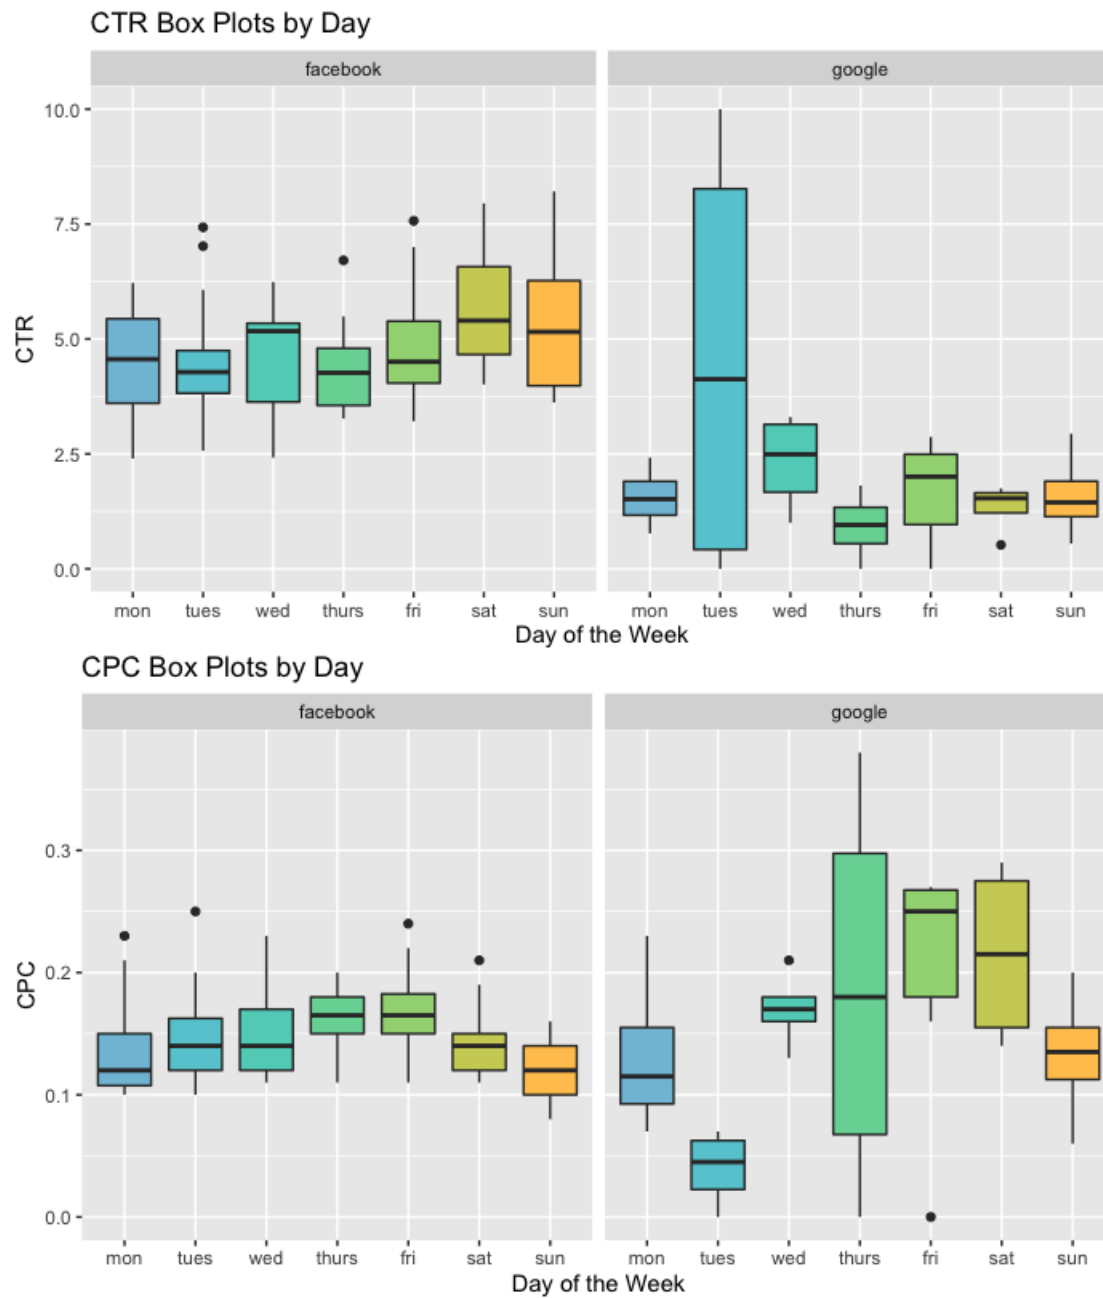 CTR Box Plots by Day
facebook
google
10.0
7.5
5.0
2.5
0.0
CTR
mon tues wed thurs fri sat sun
mon tues wed thurs fri sat sun
Day of the Week
CPC Box Plots by Day
facebook
google
0.3
0.2
0.1
0.0
CPC
mon tues wed thurs fri sat sun
mon tues wed thurs fri sat sun
Day of the Week